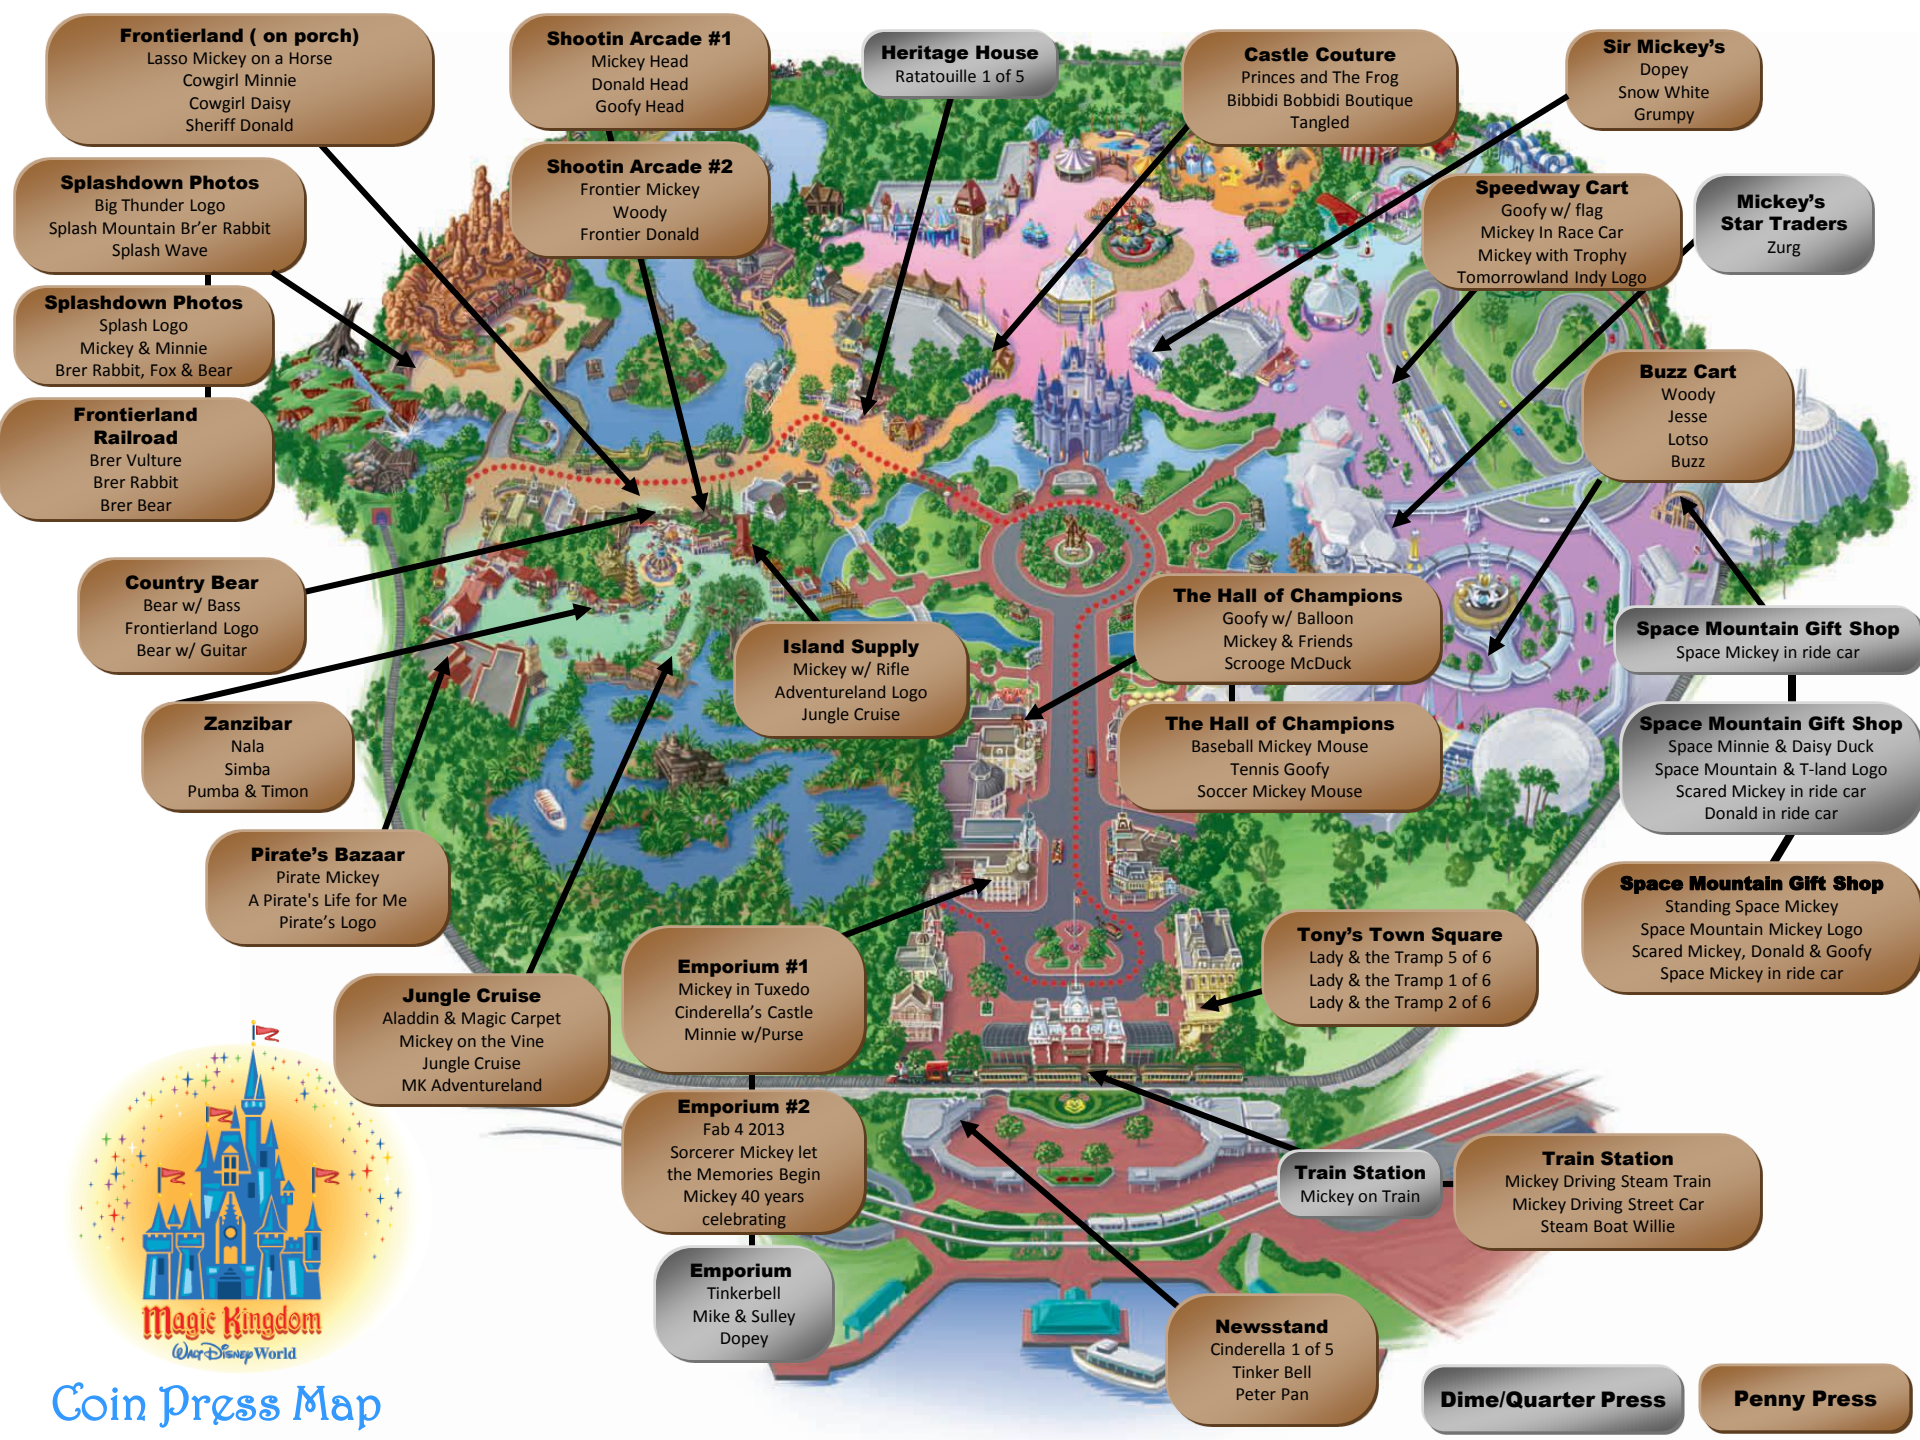 Frontierland ( on porch)
Lasso Mickey on a Horse
Cowgirl Minnie
Cowgirl Daisy
Sheriff Donald
Shootin Arcade #1
Mickey Head
Donald Head
Goofy Head
Heritage House
Ratatouille 1 of 5
Castle Couture
Princes and The Frog
Bibbidi Bobbidi Boutique
Tangled
Sir Mickey's
Dopey
Snow White
Grumpy
Splashdown Photos
Big Thunder Logo
Splash Mountain Br'er Rabbit
Splash Wave
Shootin Arcade #2
Frontier Mickey
Woody
Frontier Donald
Speedway Cart
Goofy w/ flag
Mickey In Race Car
Mickey with Trophy
Tomorrowland Indy Logo
Mickey's
Star Traders
Zurg
Splashdown Photos
Splash Logo
Mickey & Minnie
Brer Rabbit, Fox & Bear
Buzz Cart
Woody
Jesse
Lotso
Buzz
Frontierland
Railroad
Brer Vulture
Brer Rabbit
Brer Bear
Country Bear
Bear w/ Bass
Frontierland Logo
Bear w/ Guitar
The Hall of Champions
Goofy w/ Balloon
Mickey & Friends
Scrooge McDuck
Space Mountain Gift Shop
Space Mickey in ride car
Island Supply
Mickey w/ Rifle
Adventureland Logo
Jungle Cruise
Zanzibar
Nala
Simba
Pumba & Timon
The Hall of Champions
Baseball Mickey Mouse
Tennis Goofy
Soccer Mickey Mouse
Space Mountain Gift Shop
Space Minnie & Daisy Duck
Space Mountain & T-land Logo
Scared Mickey in ride car
Donald in ride car
Pirate's Bazaar
Pirate Mickey
A Pirate's Life for Me
Pirate's Logo
Space Mountain Gift Shop
Standing Space Mickey
Space Mountain Mickey Logo
Scared Mickey, Donald & Goofy
Space Mickey in ride car
Emporium #1
Mickey in Tuxedo
Cinderella's Castle
Minnie w/Purse
Tony's Town Square
Lady & the Tramp 5 of 6
Lady & the Tramp 1 of 6
Lady & the Tramp 2 of 6
Jungle Cruise
Aladdin & Magic Carpet
Mickey on the Vine
Jungle Cruise
MK Adventureland
Emporium #2
Fab 4 2013
Sorcerer Mickey let
the Memories Begin
Mickey 40 years
celebrating
Train Station
Mickey on Train
Train Station
Mickey Driving Steam Train
Mickey Driving Street Car
Steam Boat Willie
Emporium
Tinkerbell
Mike & Sulley
Dopey
Newsstand
Cinderella 1 of 5
Tinker Bell
Peter Pan
Magic Kingdom
Walt Disney World
Coin Press Map
Dime/Quarter Press
Penny Press